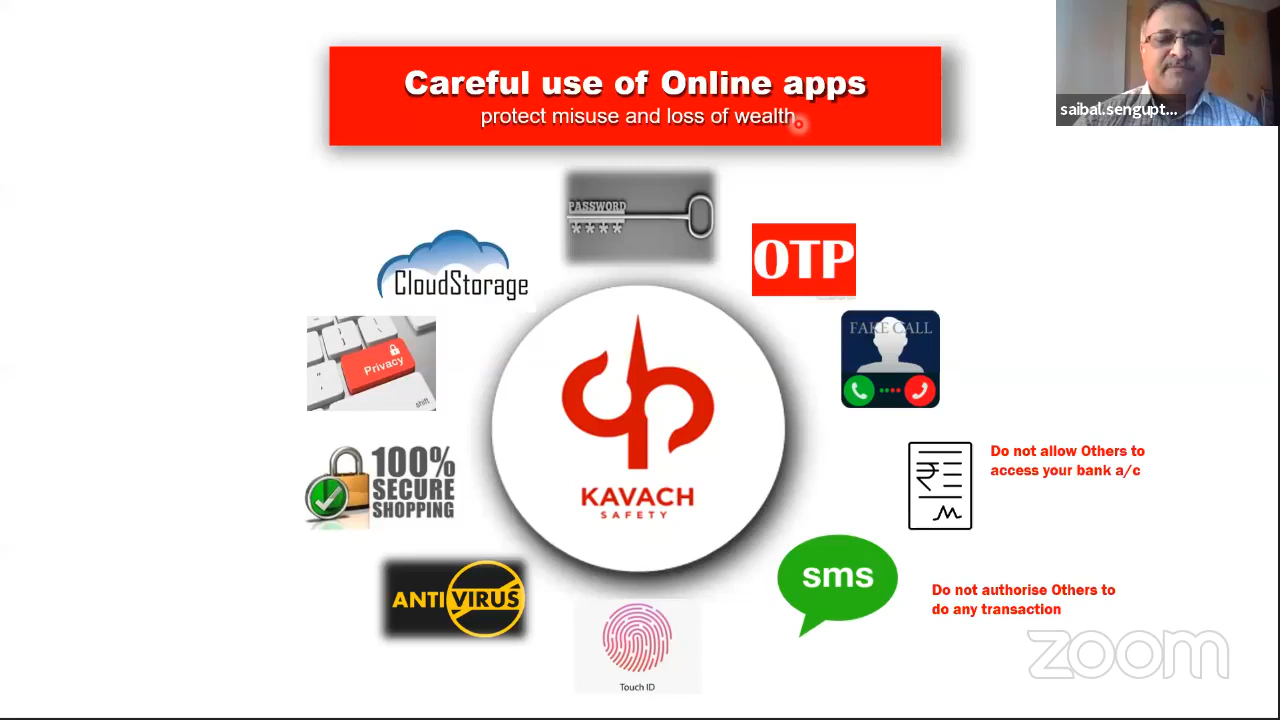 Careful use of Online apps
protect misuse and loss of wealth
saibal.sengupt...
PASSWORD
****
OTP
CloudStorage
FAKE CALL
Privacy
shift
Do not allow Others to
access your bank a/c
100%
SECURE
SHOPPING
KAVACH
SAFETY
sms
ANTIVIRUS
Do not authorise Others to
do any transaction
Touch ID
zoom